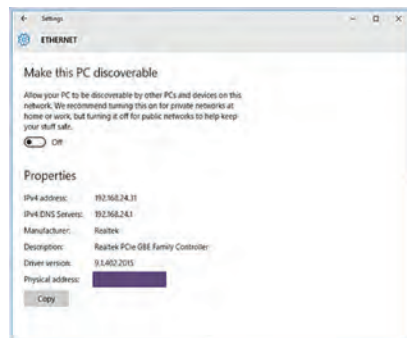 Settings
ETHERNET
Make this PC discoverable
Allow your PC to be discoverable by other PCs and devices on this
network. We recommend turning this on for private networks at
home or work, but turning it off for public networks to help keep
your stuff safe.
Off
Properties
IPv4 address: 192.168.24.31
IPv4 DNS Servers: 192.168.24.1
Manufacturer: Realtek
Description: Realtek PCIe GBE Family Controller
Driver version: 9.1.402.2015
Physical address:
Copy